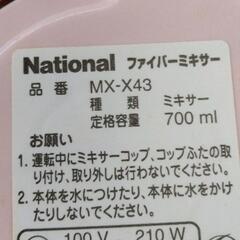 National ファイバーミキサー
品番 MX-X43
種類 ミキサー
定格容量 700 ml
お願い
1.運転中にミキサーコップ、コップふたの取
り付け、取り外しは行わないでください。
2.本体を水につけたり、本体に水をかけ
たりしないでください。
100 V 210 W